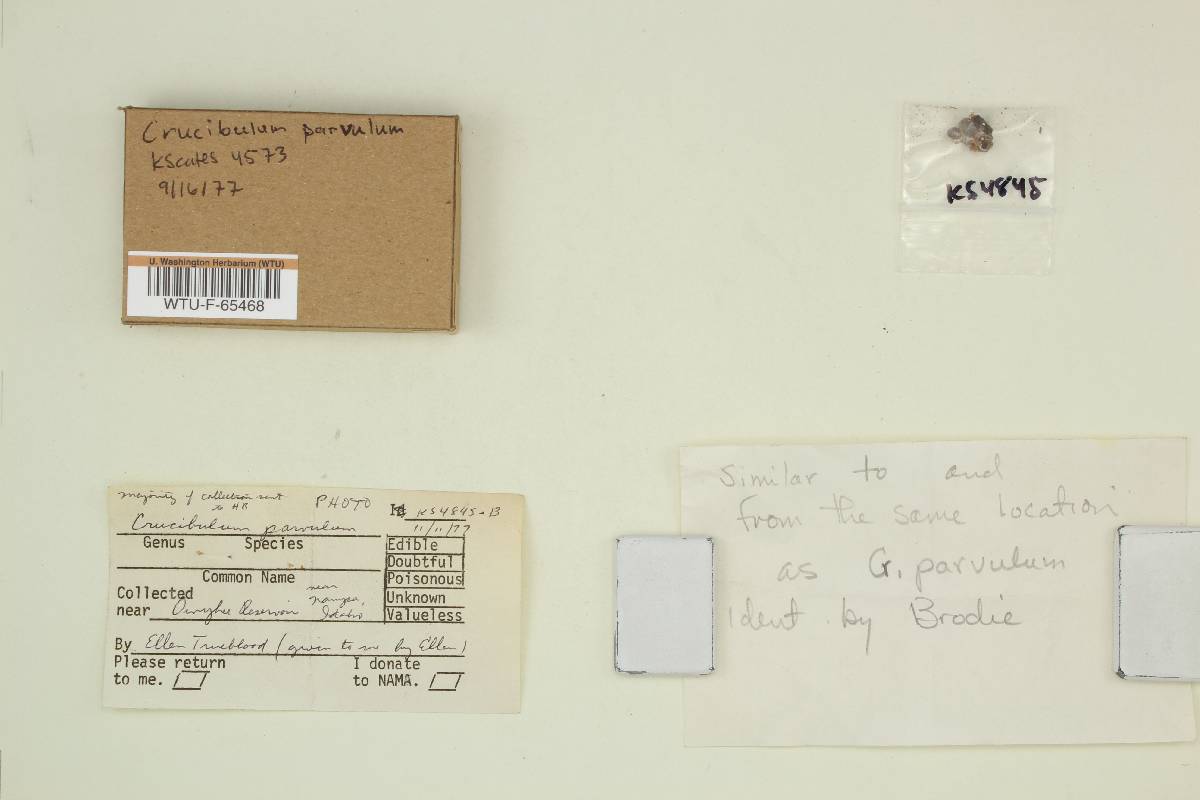 Crucibulum parvulum
KScates 4573
9/16/77
U. Washington Herbarium (WTU)
WTU-F-65468
KS4845
majority of collection sent
to HB
PHOTO
KS4845-B
Crucibulum parvulum
11/11/77
Genus Species
Edible
Doubtful
Common Name
Poisonous
Collected
near
Unknown
near Owyhee Reservoir
Nampa,
Idaho
Valueless
By Ellen Trueblood (given to me by Ellen)
Please return
to me.
I donate
to NAMA.
Similar to and
from the same location
as G. parvulum
ident. by Brodie